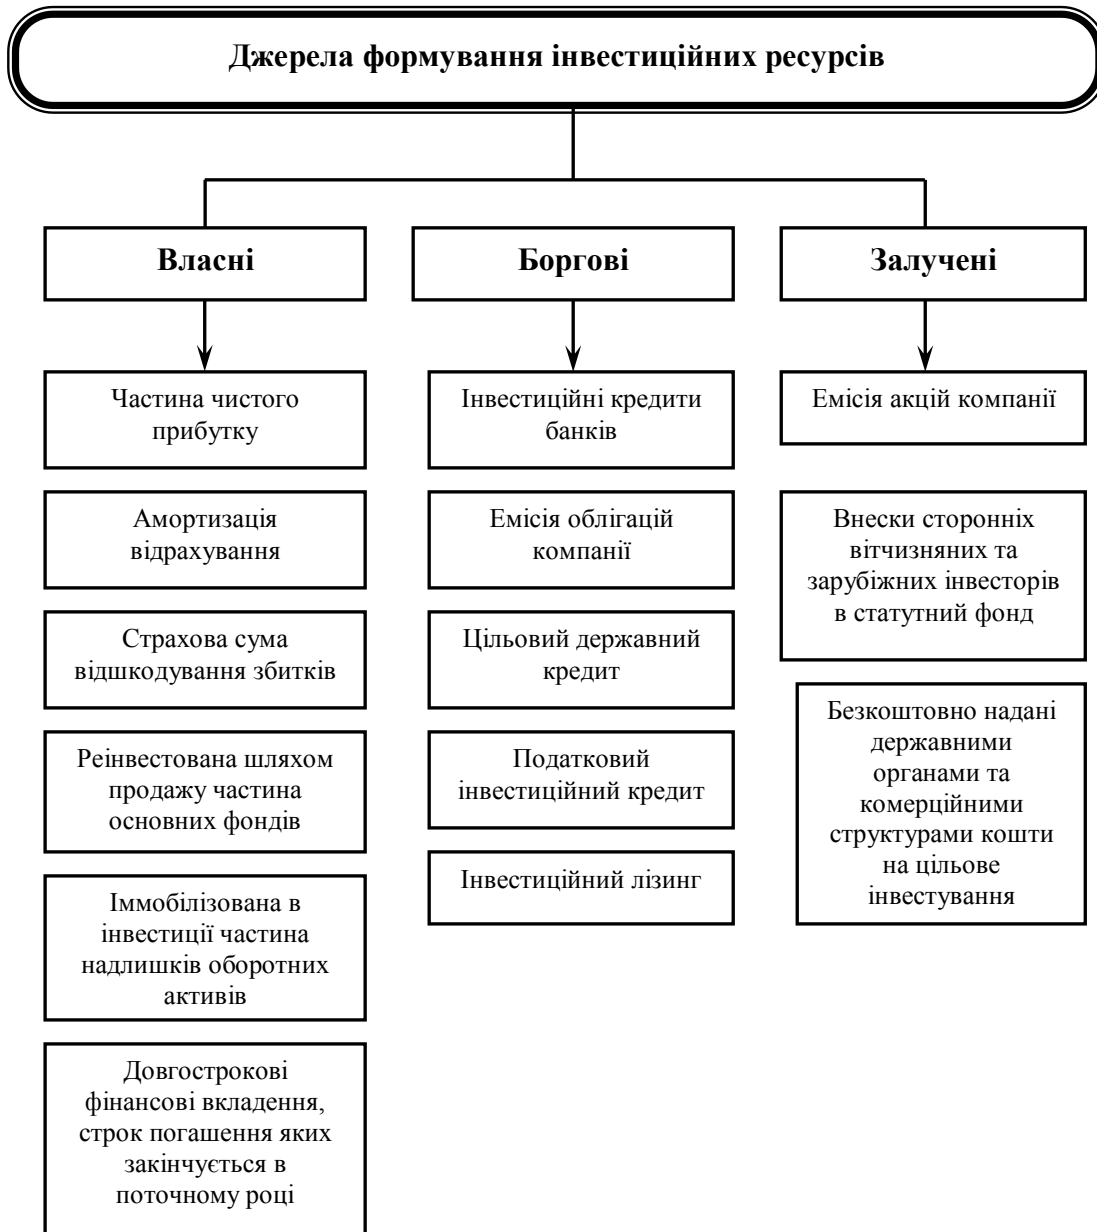 Джерела формування інвестиційних ресурсів
Власні
Боргові
Залучені
Частина чистого
прибутку
Амортизація
відрахування
Страхова сума
відшкодування збитків
Реінвестована шляхом
продажу частина
основних фондів
Іммобілізована в
інвестиції частина
надлишків оборотних
активів
Довгострокові
фінансові вкладення,
строк погашення яких
закінчується в
поточному році
Інвестиційні кредити
банків
Емісія облігацій
компанії
Цільовий державний
кредит
Податковий
інвестиційний кредит
Інвестиційний лізинг
Емісія акцій компанії
Внески сторонніх
вітчизняних та
зарубіжних інвесторів
в статутний фонд
Безкоштовно надані
державними
органами та
комерційними
структурами кошти
на цільове
інвестування